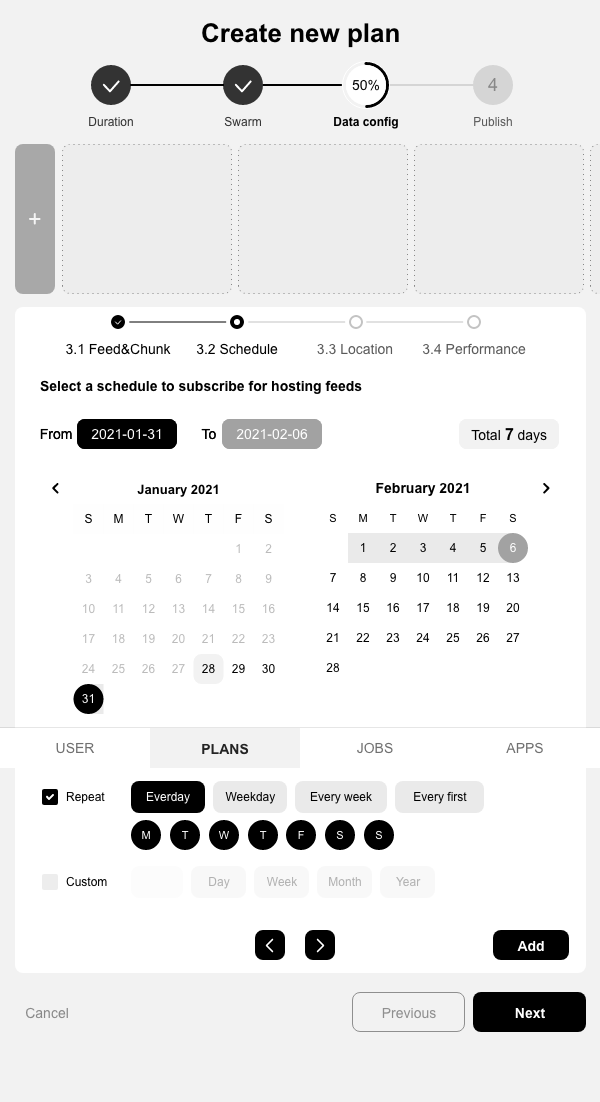 Create new plan
50%
4
Duration
Swarm
Data config
Publish
+
3.1 Feed&Chunk
3.2 Schedule
3.3 Location
3.4 Performance
Select a schedule to subscribe for hosting feeds
From 2021-01-31 To 2021-02-06 Total 7 days
January 2021
S M T W T F S
1 2
3 4 5 6 7 8 9
10 11 12 13 14 15 16
17 18 19 20 21 22 23
24 25 26 27 28 29 30
31
February 2021
S M T W T F S
1 2 3 4 5 6
7 8 9 10 11 12 13
14 15 16 17 18 19 20
21 22 23 24 25 26 27
28
USER PLANS JOBS APPS
Repeat Everday Weekday Every week Every first
M T W T F S S
Custom Day Week Month Year
Add
Cancel Previous Next